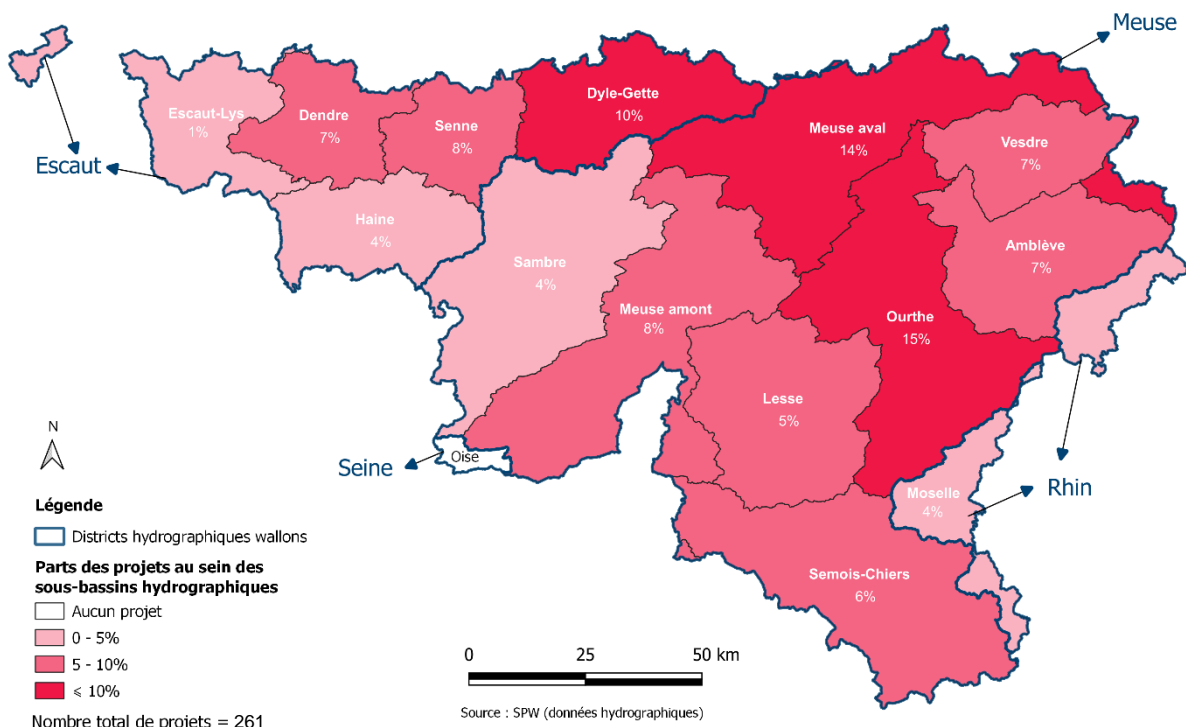 Meuse
Escaut-Lys
1%
Dendre
7%
Senne
8%
Dyle-Gette
10%
Meuse aval
14%
Vesdre
7%
Escaut
Haine
4%
Sambre
4%
Meuse amont
8%
Amblève
7%
Ourthe
15%
Lesse
5%
N
Seine
Oise
Moselle
4%
Rhin
Semois-Chiers
6%
Légende
Districts hydrographiques wallons
Parts des projets au sein des
sous-bassins hydrographiques
Aucun projet
0 - 5%
5 - 10%
⩽ 10%
Nombre total de projets = 261
0 25 50 km
Source : SPW (données hydrographiques)